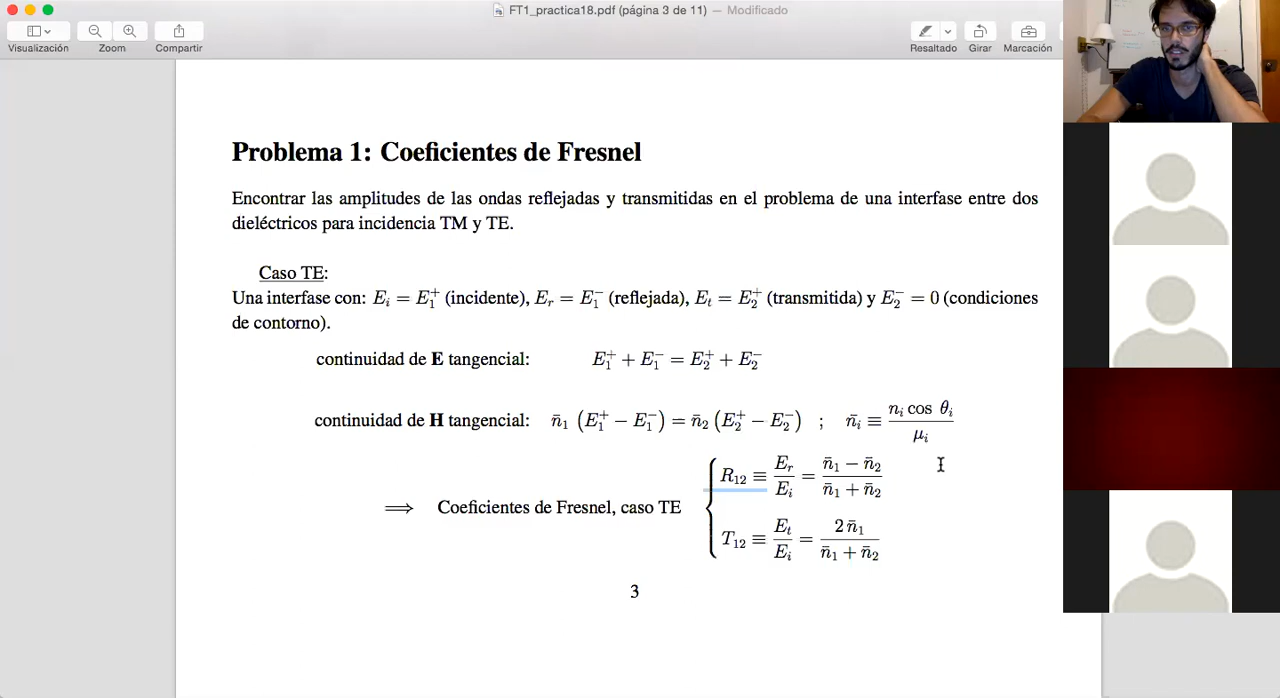 FT1_practica18.pdf (página 3 de 11) — Modificado
Visualización Zoom Compartir Resaltado Girar Marcación
Problema 1: Coeficientes de Fresnel
Encontrar las amplitudes de las ondas reflejadas y transmitidas en el problema de una interfase entre dos
dieléctricos para incidencia TM y TE.
Caso TE:
Una interfase con: E_i = E_1^+ (incidente), E_r = E_1^- (reflejada), E_t = E_2^+ (transmitida) y E_2^- = 0 (condiciones
de contorno).
continuidad de E tangencial: E_1^+ + E_1^- = E_2^+ + E_2^-
continuidad de H tangencial: n̄_1 (E_1^+ − E_1^-) = n̄_2 (E_2^+ − E_2^-) ; n̄_i ≡ n_i cos θ_i / μ_i
R_12 ≡ E_r / E_i = (n̄_1 − n̄_2) / (n̄_1 + n̄_2)
⟹ Coeficientes de Fresnel, caso TE
T_12 ≡ E_t / E_i = 2 n̄_1 / (n̄_1 + n̄_2)
3